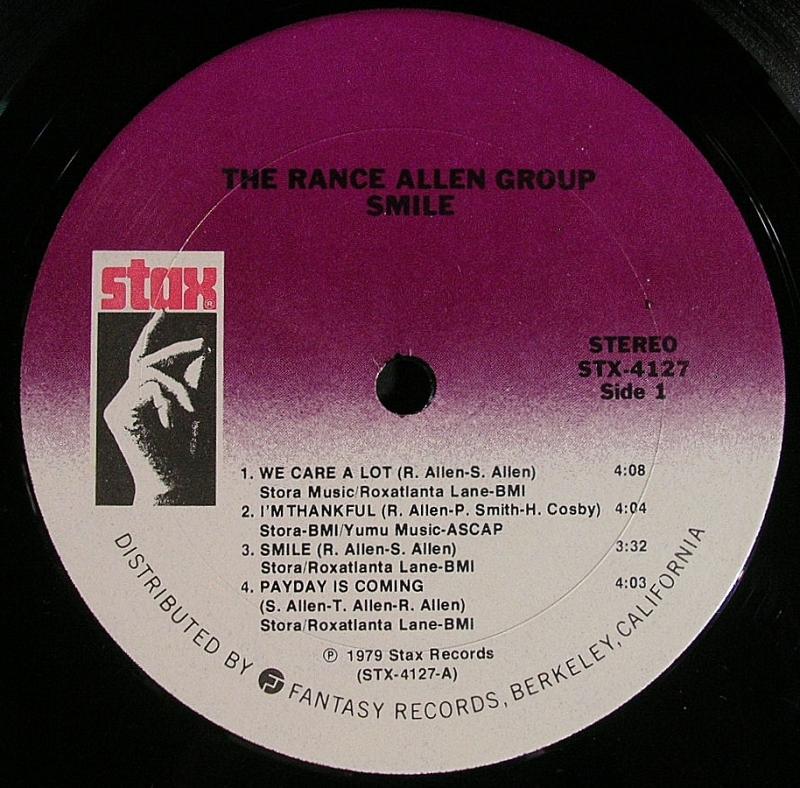 THE RANCE ALLEN GROUP
SMILE
stax®
STEREO
STX-4127
Side 1
1. WE CARE A LOT (R. Allen-S. Allen) 4:08
Stora Music/Roxatlanta Lane-BMI
2. I'M THANKFUL (R. Allen-P. Smith-H. Cosby) 4:04
Stora-BMI/Yumu Music-ASCAP
3. SMILE (R. Allen-S. Allen) 3:32
Stora/Roxatlanta Lane-BMI
4. PAYDAY IS COMING 4:03
(S. Allen-T. Allen-R. Allen)
Stora/Roxatlanta Lane-BMI
℗ 1979 Stax Records
(STX-4127-A)
DISTRIBUTED BY FANTASY RECORDS, BERKELEY, CALIFORNIA